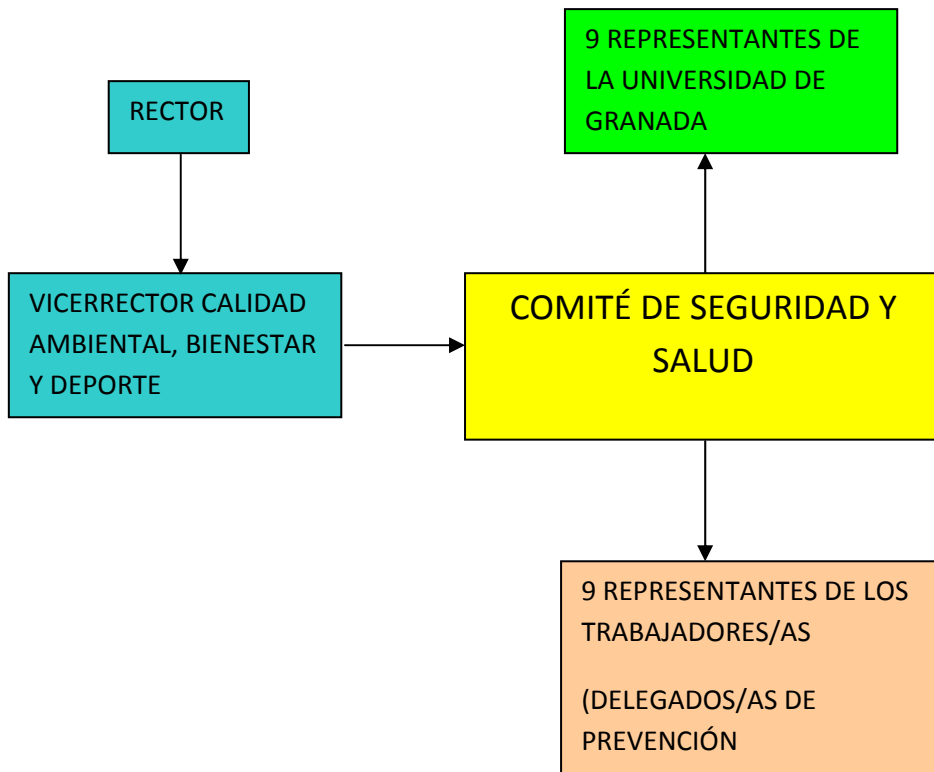 9 REPRESENTANTES DE
LA UNIVERSIDAD DE
GRANADA
RECTOR
VICERRECTOR CALIDAD
AMBIENTAL, BIENESTAR
Y DEPORTE
COMITÉ DE SEGURIDAD Y
SALUD
9 REPRESENTANTES DE LOS
TRABAJADORES/AS
(DELEGADOS/AS DE
PREVENCIÓN